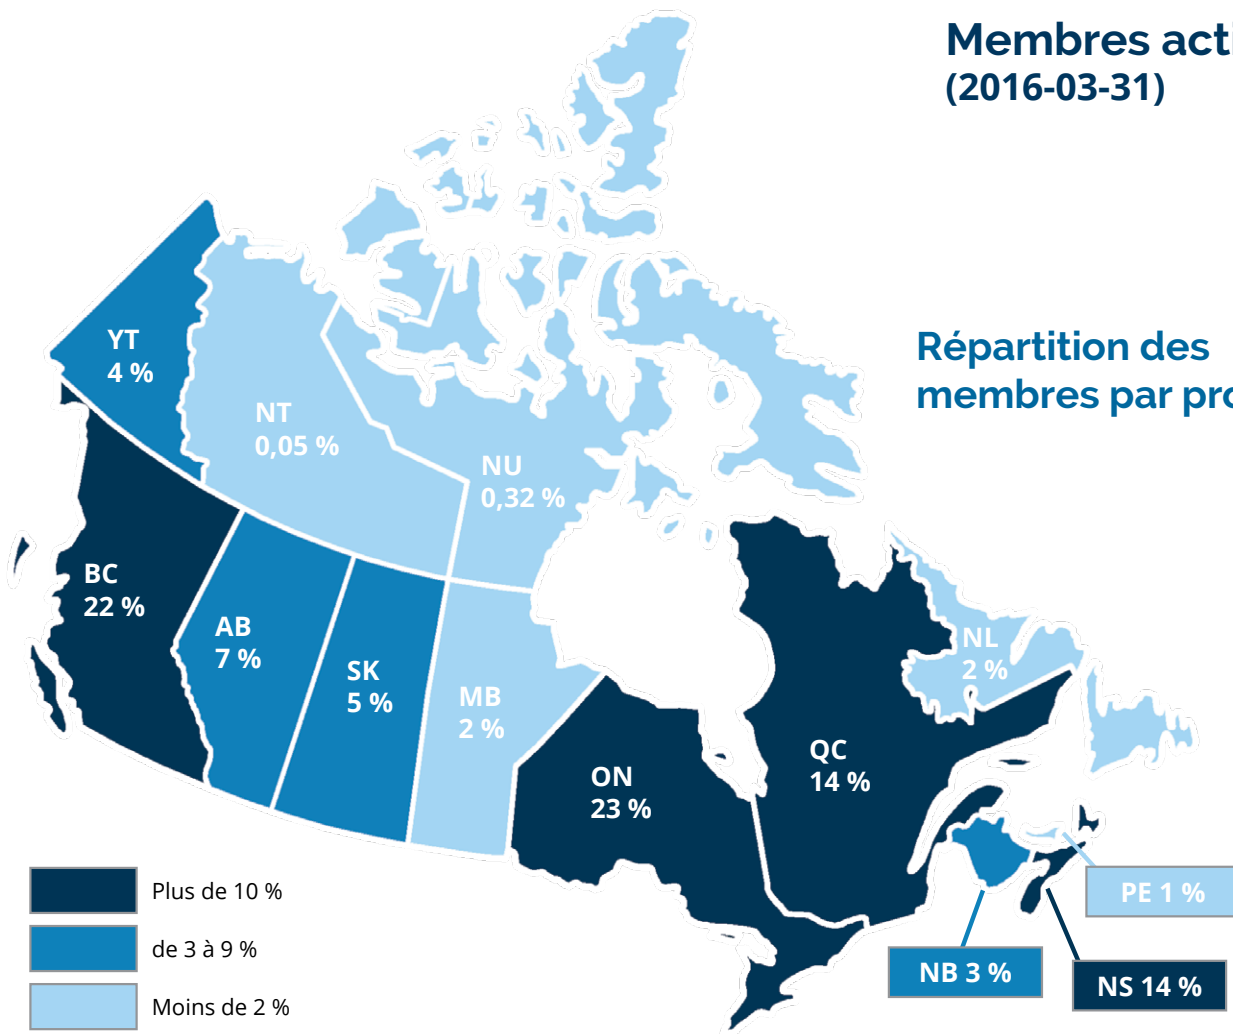 Membres acti
(2016-03-31)
Répartition des
membres par pro
YT
4 %
NT
0,05 %
NU
0,32 %
BC
22 %
AB
7 %
SK
5 %
MB
2 %
ON
23 %
QC
14 %
NL
2 %
PE 1 %
NB 3 %
NS 14 %
Plus de 10 %
de 3 à 9 %
Moins de 2 %